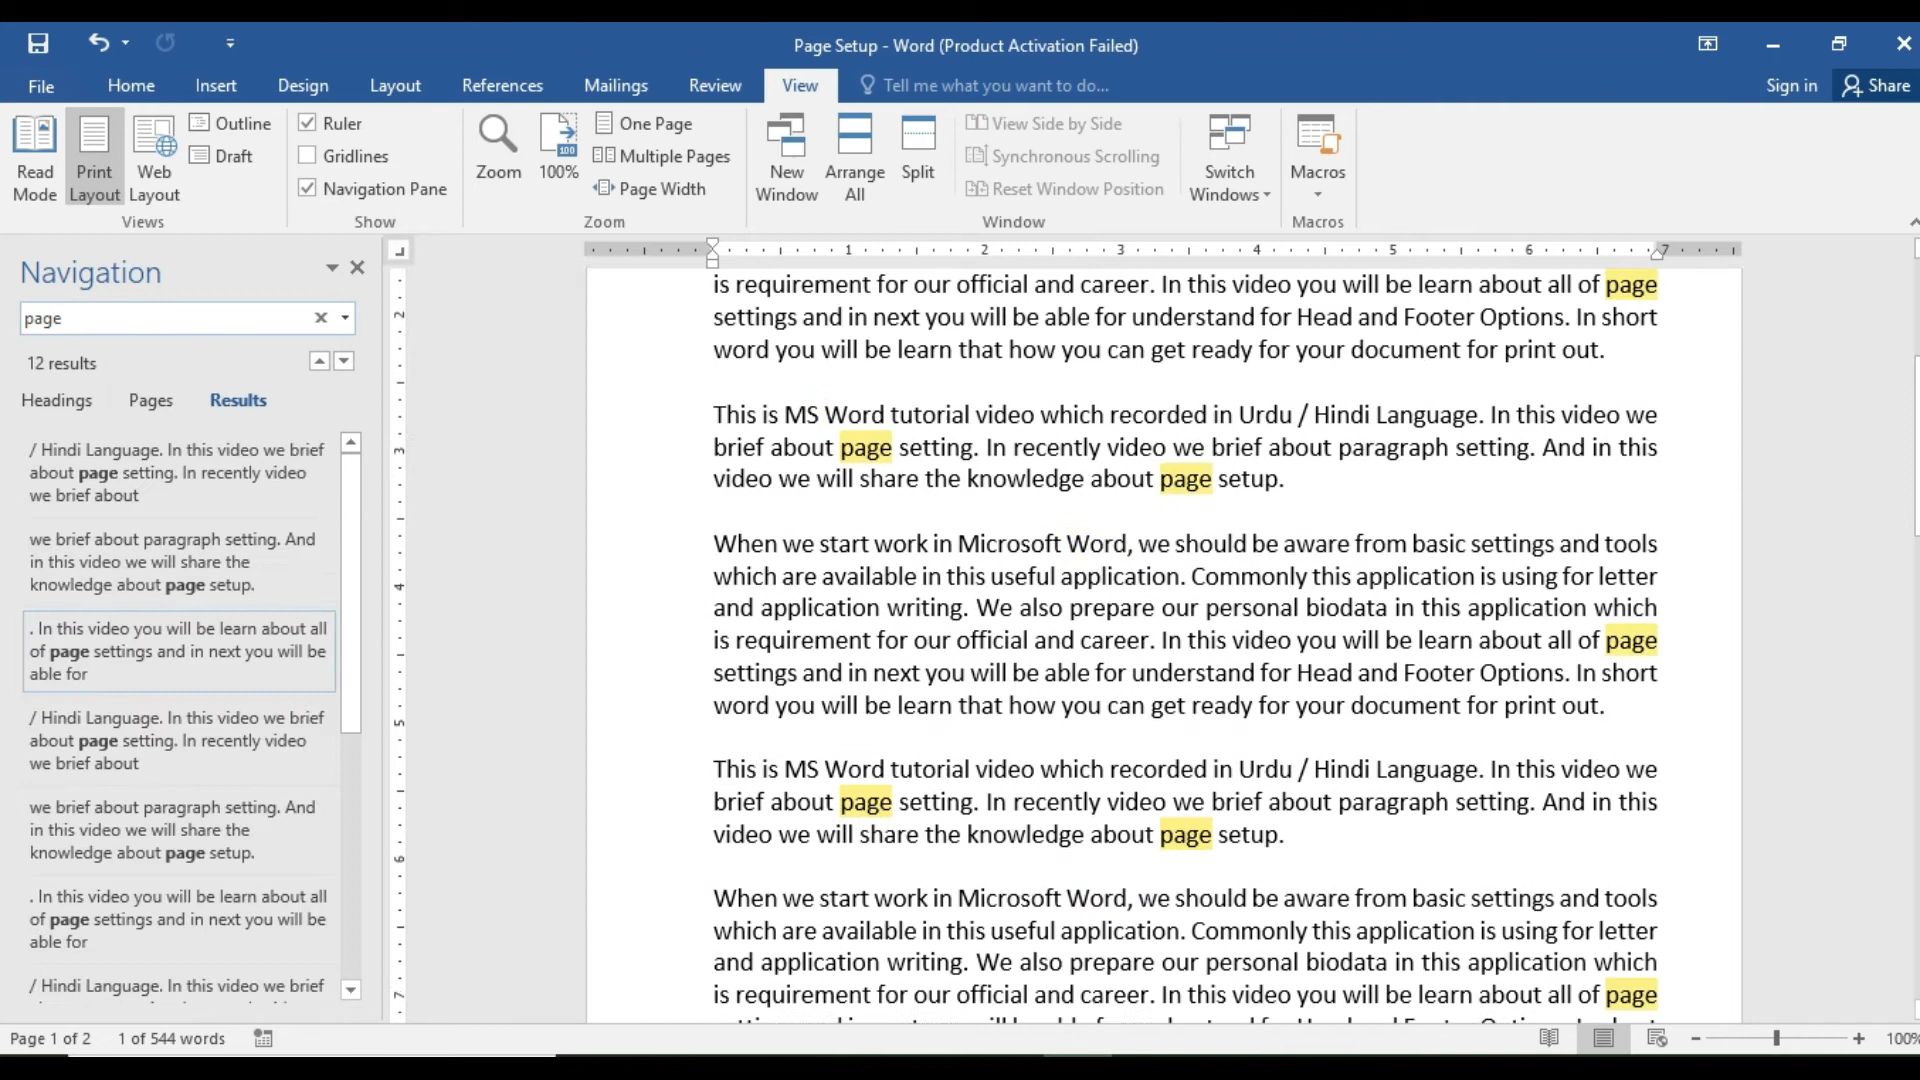 Page Setup - Word (Product Activation Failed)
File Home Insert Design Layout References Mailings Review View Tell me what you want to do... Sign in Share
Read Mode
Print Layout
Web Layout
Outline
Draft
Views
Ruler
Gridlines
Navigation Pane
Show
Zoom
100
100%
One Page
Multiple Pages
Page Width
Zoom
New Window
Arrange All
Split
View Side by Side
Synchronous Scrolling
Reset Window Position
Window
Switch Windows
Macros
Macros
Navigation
page
12 results
Headings Pages Results
/ Hindi Language. In this video we brief
about page setting. In recently video
we brief about
we brief about paragraph setting. And
in this video we will share the
knowledge about page setup.
. In this video you will be learn about all
of page settings and in next you will be
able for
/ Hindi Language. In this video we brief
about page setting. In recently video
we brief about
we brief about paragraph setting. And
in this video we will share the
knowledge about page setup.
. In this video you will be learn about all
of page settings and in next you will be
able for
/ Hindi Language. In this video we brief
1 2 3 4 5 6 7
2
3
4
5
6
7
is requirement for our official and career. In this video you will be learn about all of page
settings and in next you will be able for understand for Head and Footer Options. In short
word you will be learn that how you can get ready for your document for print out.
This is MS Word tutorial video which recorded in Urdu / Hindi Language. In this video we
brief about page setting. In recently video we brief about paragraph setting. And in this
video we will share the knowledge about page setup.
When we start work in Microsoft Word, we should be aware from basic settings and tools
which are available in this useful application. Commonly this application is using for letter
and application writing. We also prepare our personal biodata in this application which
is requirement for our official and career. In this video you will be learn about all of page
settings and in next you will be able for understand for Head and Footer Options. In short
word you will be learn that how you can get ready for your document for print out.
This is MS Word tutorial video which recorded in Urdu / Hindi Language. In this video we
brief about page setting. In recently video we brief about paragraph setting. And in this
video we will share the knowledge about page setup.
When we start work in Microsoft Word, we should be aware from basic settings and tools
which are available in this useful application. Commonly this application is using for letter
and application writing. We also prepare our personal biodata in this application which
is requirement for our official and career. In this video you will be learn about all of page
Page 1 of 2 1 of 544 words 100%